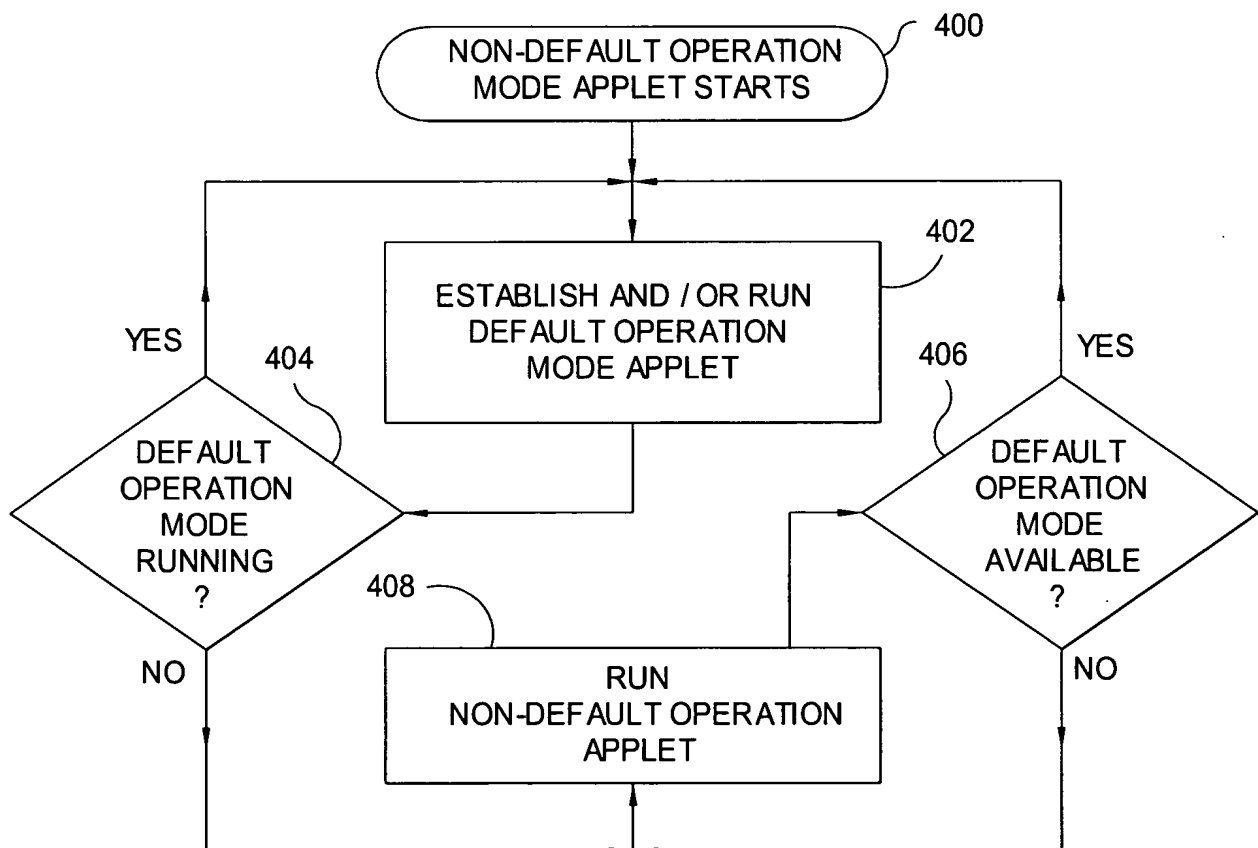 400
NON-DEFAULT OPERATION
MODE APPLET STARTS
402
ESTABLISH AND / OR RUN
DEFAULT OPERATION
MODE APPLET
YES
404
DEFAULT
OPERATION
MODE
RUNNING
?
NO
YES
406
DEFAULT
OPERATION
MODE
AVAILABLE
?
NO
408
RUN
NON-DEFAULT OPERATION
APPLET